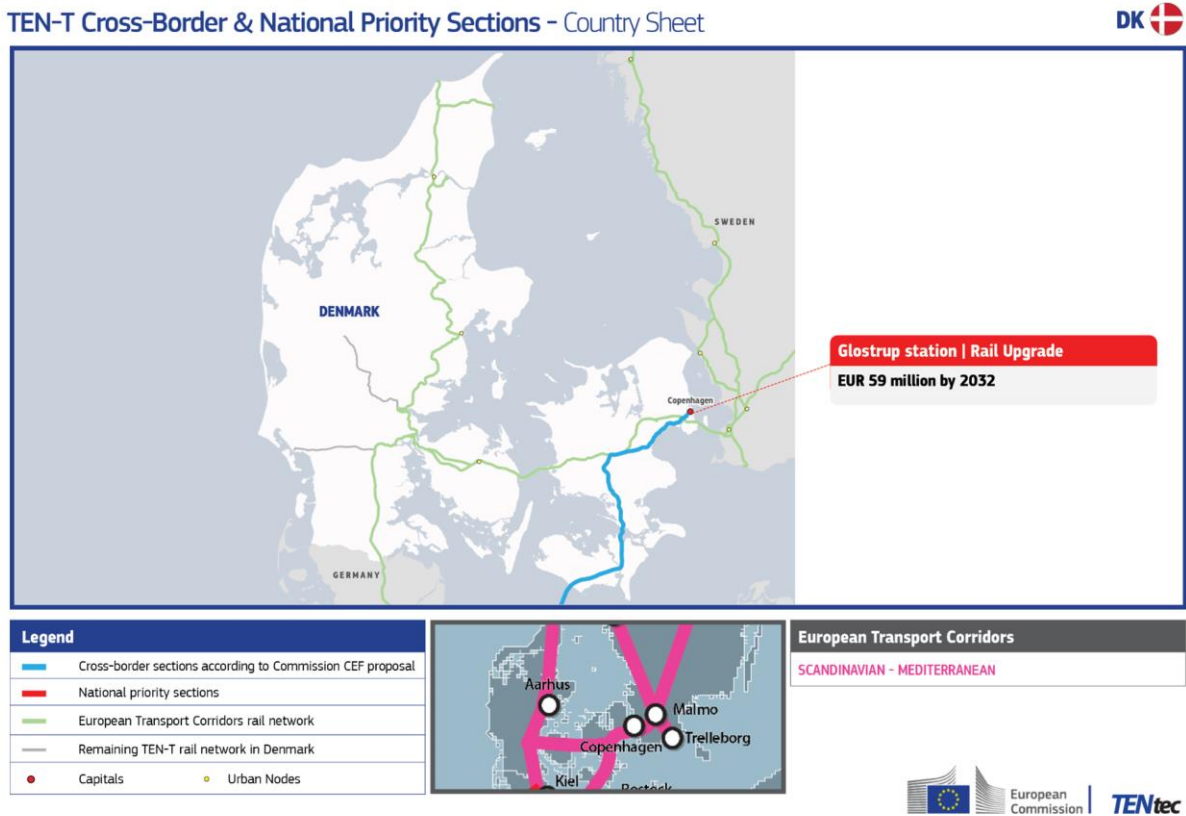 TEN-T Cross-Border & National Priority Sections - Country Sheet
DK
SWEDEN
DENMARK
Glostrup station | Rail Upgrade
EUR 59 million by 2032
Copenhagen
GERMANY
Legend
Cross-border sections according to Commission CEF proposal
National priority sections
European Transport Corridors rail network
Remaining TEN-T rail network in Denmark
Capitals
Urban Nodes
Aarhus
Malmo
Copenhagen
Trelleborg
Kiel
Rostock
European Transport Corridors
SCANDINAVIAN - MEDITERRANEAN
European
Commission
TENtec